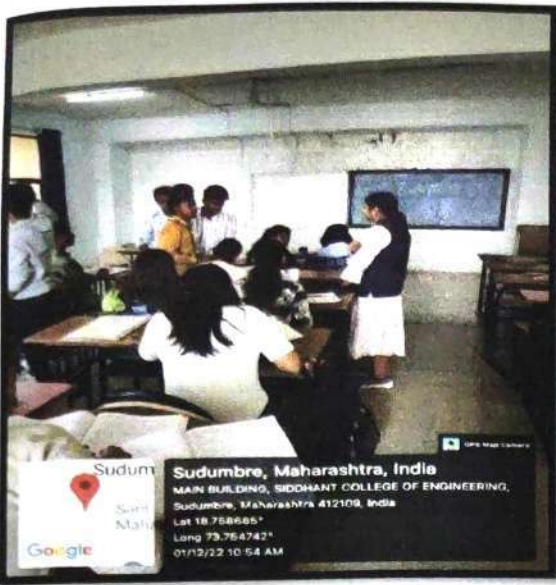 GPS Map Camera
Sudum
Google
Sudumbre, Maharashtra, India
MAIN BUILDING, SIDDHANT COLLEGE OF ENGINEERING,
Sudumbre, Maharashtra 412109, India
Lat 18.758685°
Long 73.754742°
01/12/22 10:54 AM